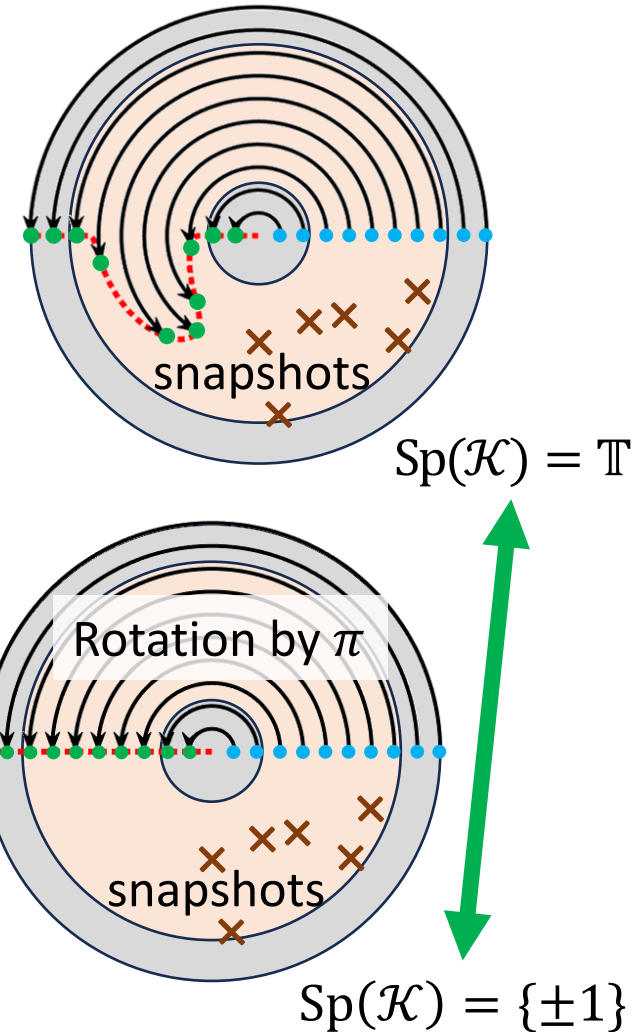 snapshots
Sp(𝒦) = 𝕋
Rotation by π
snapshots
Sp(𝒦) = {±1}